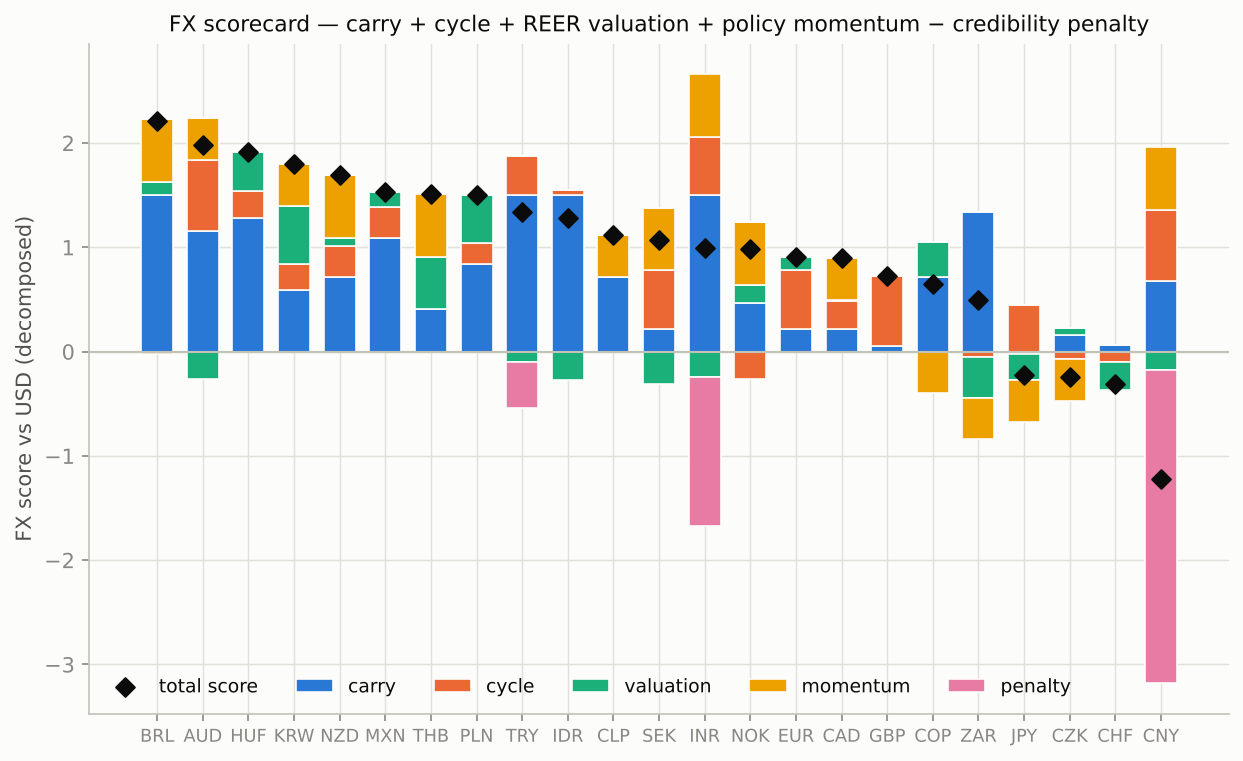 FX scorecard — carry + cycle + REER valuation + policy momentum − credibility penalty
FX score vs USD (decomposed)
2
1
0
−1
−2
−3
total score carry cycle valuation momentum penalty
BRL AUD HUF KRW NZD MXN THB PLN TRY IDR CLP SEK INR NOK EUR CAD GBP COP ZAR JPY CZK CHF CNY